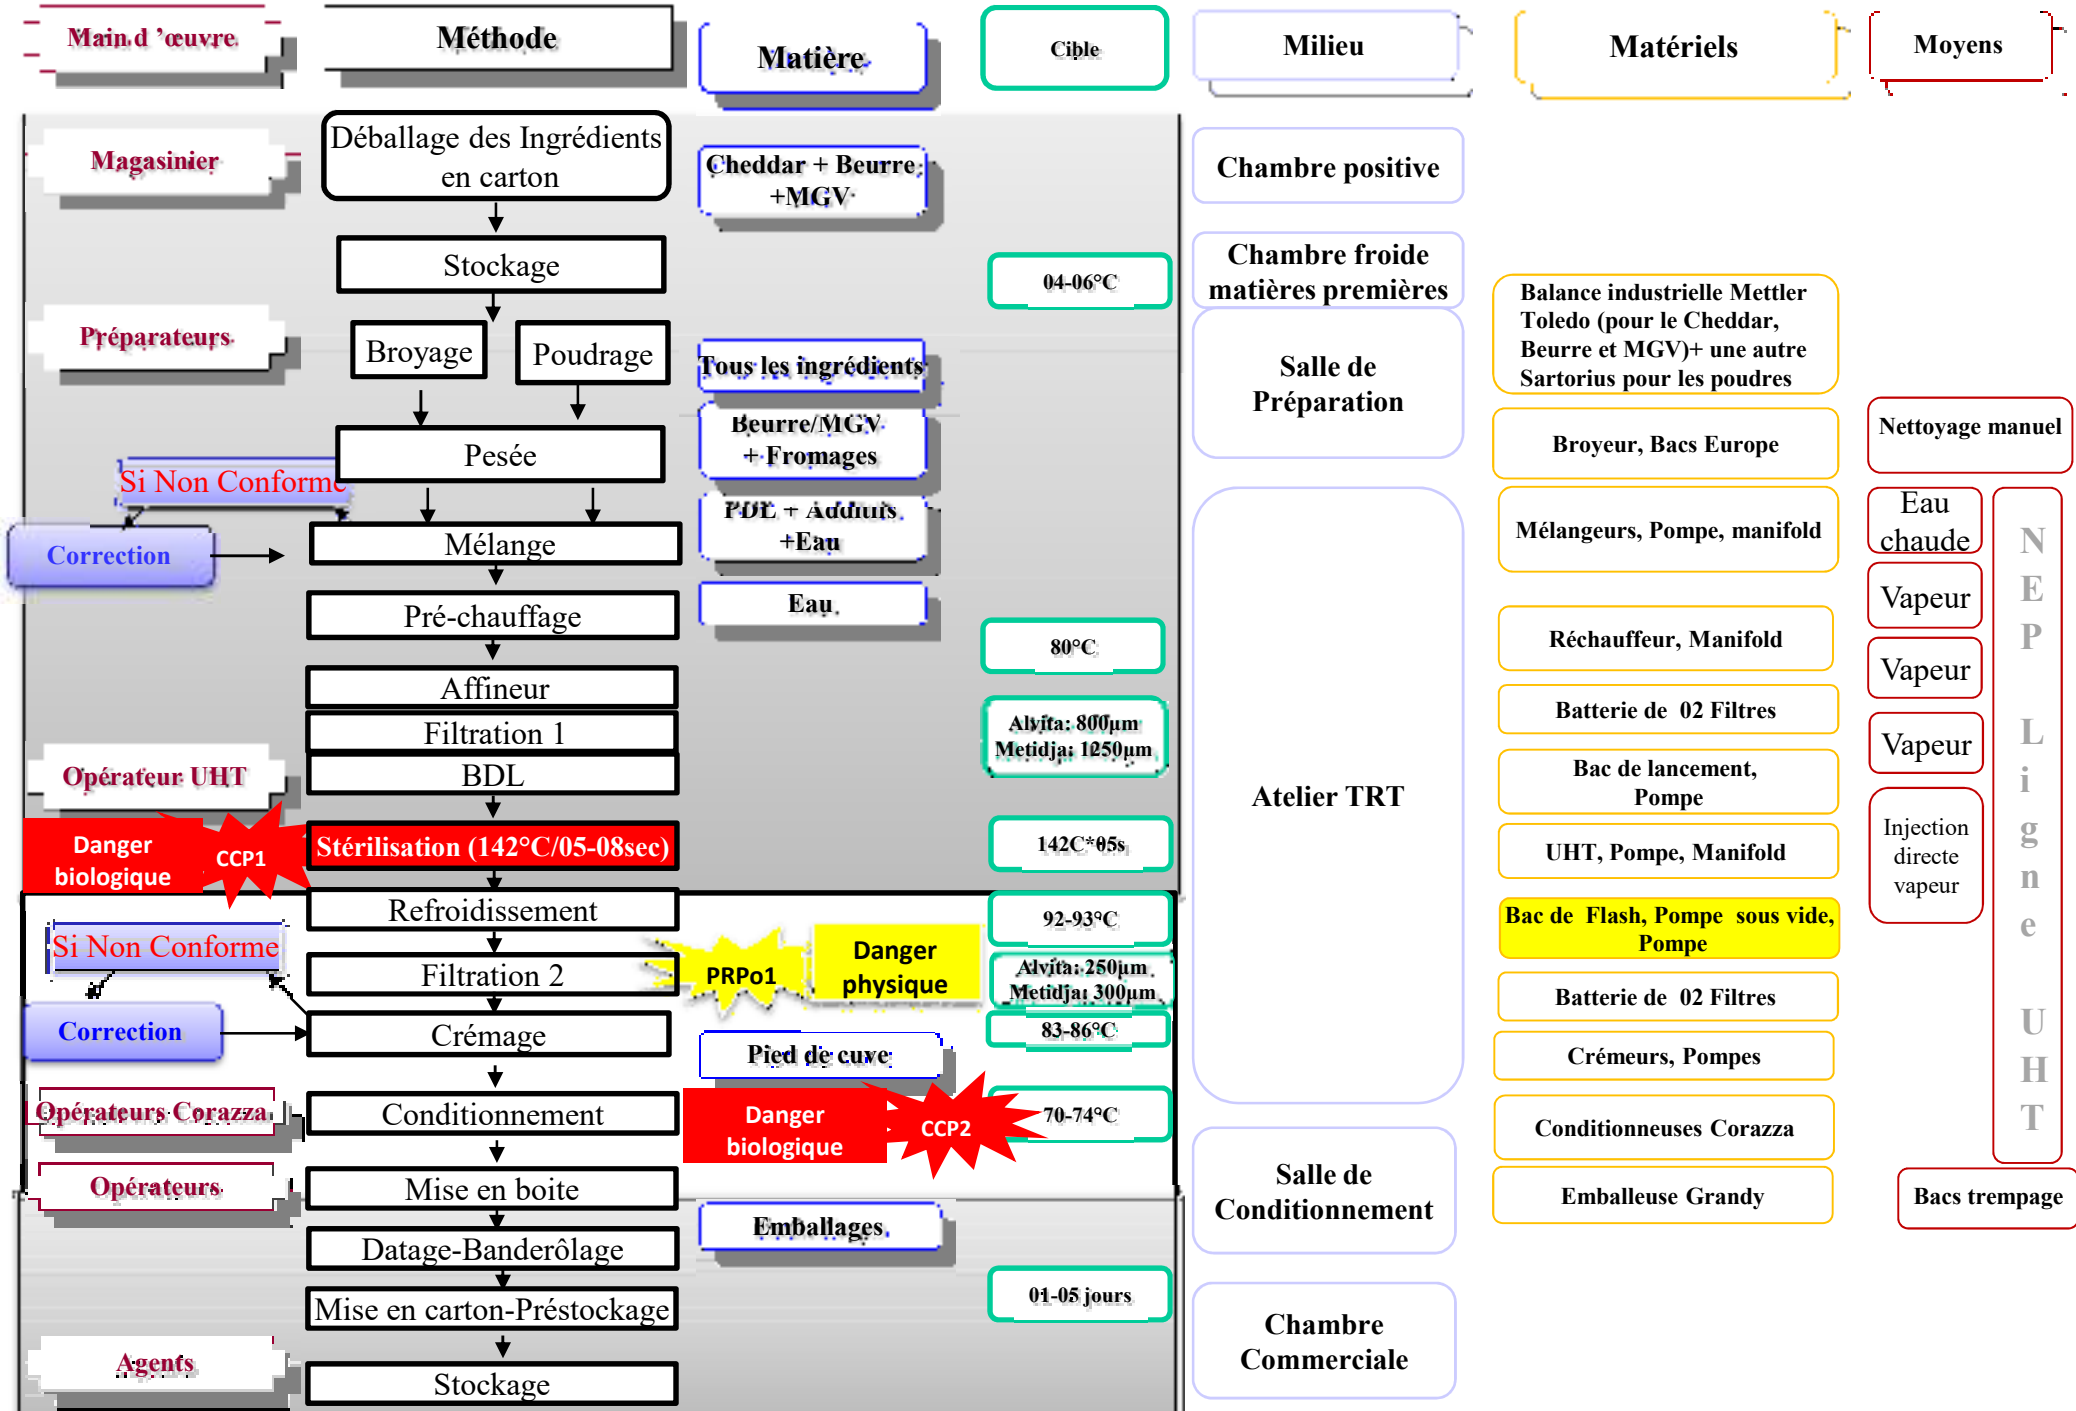 Main d ’œuvre
Méthode
Matière
Cible
Milieu
Matériels
Moyens
Magasinier
Déballage des Ingrédients
en carton
Cheddar + Beurre
+MGV
Chambre positive
Stockage
04-06°C
Chambre froide
matières premières
Balance industrielle Mettler
Toledo (pour le Cheddar,
Beurre et MGV)+ une autre
Sartorius pour les poudres
Préparateurs
Broyage
Poudrage
Tous les ingrédients
Salle de
Préparation
Beurre/MGV
+ Fromages
Broyeur, Bacs Europe
Nettoyage manuel
Pesée
Si Non Conforme
PDL + Additifs
+Eau
Mélangeurs, Pompe, manifold
Eau
chaude
NEP Ligne UHT
Correction
Mélange
Eau
Vapeur
Pré-chauffage
80°C
Réchauffeur, Manifold
Vapeur
Affineur
Filtration 1
Alvita: 800µm
Metidja: 1250µm
Batterie de 02 Filtres
Vapeur
Opérateur UHT
BDL
Bac de lancement,
Pompe
Atelier TRT
Danger
biologique
CCP1
Stérilisation (142°C/05-08sec)
142C*05s
UHT, Pompe, Manifold
Injection
directe
vapeur
Refroidissement
92-93°C
Bac de Flash, Pompe sous vide,
Pompe
Si Non Conforme
Filtration 2
PRPo1
Danger
physique
Alvita: 250µm
Metidja: 300µm
Batterie de 02 Filtres
Correction
Crémage
83-86°C
Pied de cuve
Crémeurs, Pompes
Opérateurs Corazza
Conditionnement
Danger
biologique
CCP2
70-74°C
Conditionneuses Corazza
Opérateurs
Mise en boite
Salle de
Conditionnement
Emballeuse Grandy
Bacs trempage
Emballages
Datage-Banderôlage
Mise en carton-Préstockage
01-05 jours
Chambre
Commerciale
Agents
Stockage